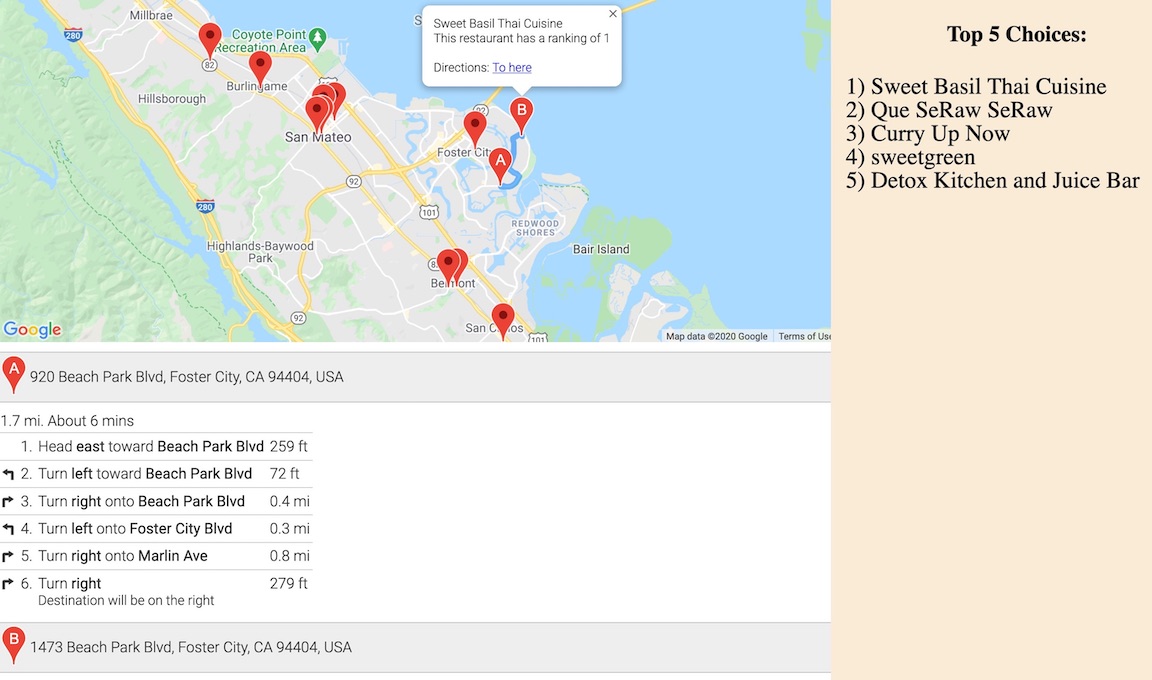 Millbrae
280
Coyote Point
Recreation Area
82
Burlingame
Hillsborough
San Mateo
Sweet Basil Thai Cuisine
This restaurant has a ranking of 1
Directions: To here
92
B
Foster City
A
92
280
101
REDWOOD
SHORES
Highlands-Baywood
Park
Bair Island
Belmont
92
San Carlos
101
Google
Map data ©2020 Google
Terms of Use
A
920 Beach Park Blvd, Foster City, CA 94404, USA
1.7 mi. About 6 mins
1. Head east toward Beach Park Blvd 259 ft
2. Turn left toward Beach Park Blvd 72 ft
3. Turn right onto Beach Park Blvd 0.4 mi
4. Turn left onto Foster City Blvd 0.3 mi
5. Turn right onto Marlin Ave 0.8 mi
6. Turn right 279 ft
Destination will be on the right
B
1473 Beach Park Blvd, Foster City, CA 94404, USA
Top 5 Choices:
1) Sweet Basil Thai Cuisine
2) Que SeRaw SeRaw
3) Curry Up Now
4) sweetgreen
5) Detox Kitchen and Juice Bar